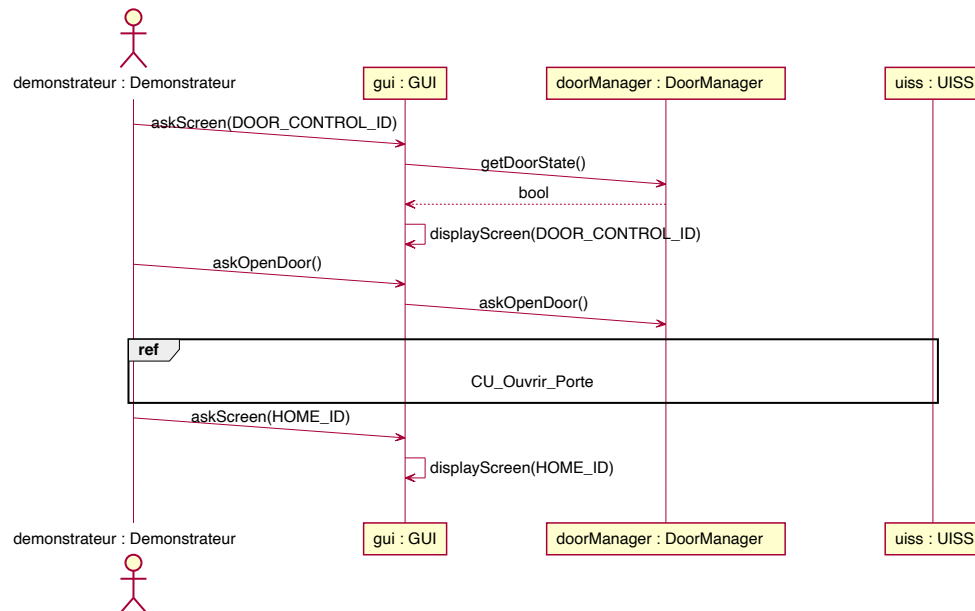 demonstrateur : Demonstrateur
gui : GUI
doorManager : DoorManager
uiss : UISS
askScreen(DOOR_CONTROL_ID)
getDoorState()
bool
displayScreen(DOOR_CONTROL_ID)
askOpenDoor()
askOpenDoor()
ref
CU_Ouvrir_Porte
askScreen(HOME_ID)
displayScreen(HOME_ID)
demonstrateur : Demonstrateur
gui : GUI
doorManager : DoorManager
uiss : UISS